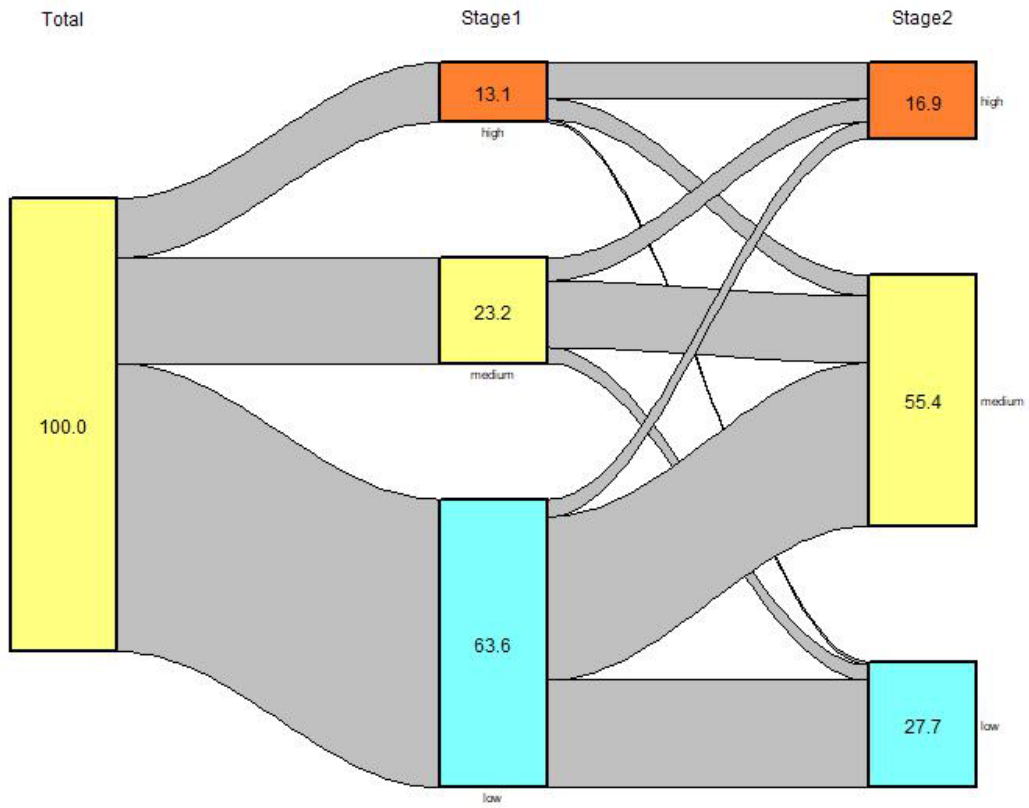 Total
Stage1
Stage2
13.1
high
16.9
high
23.2
medium
100.0
55.4
medium
63.6
low
27.7
low